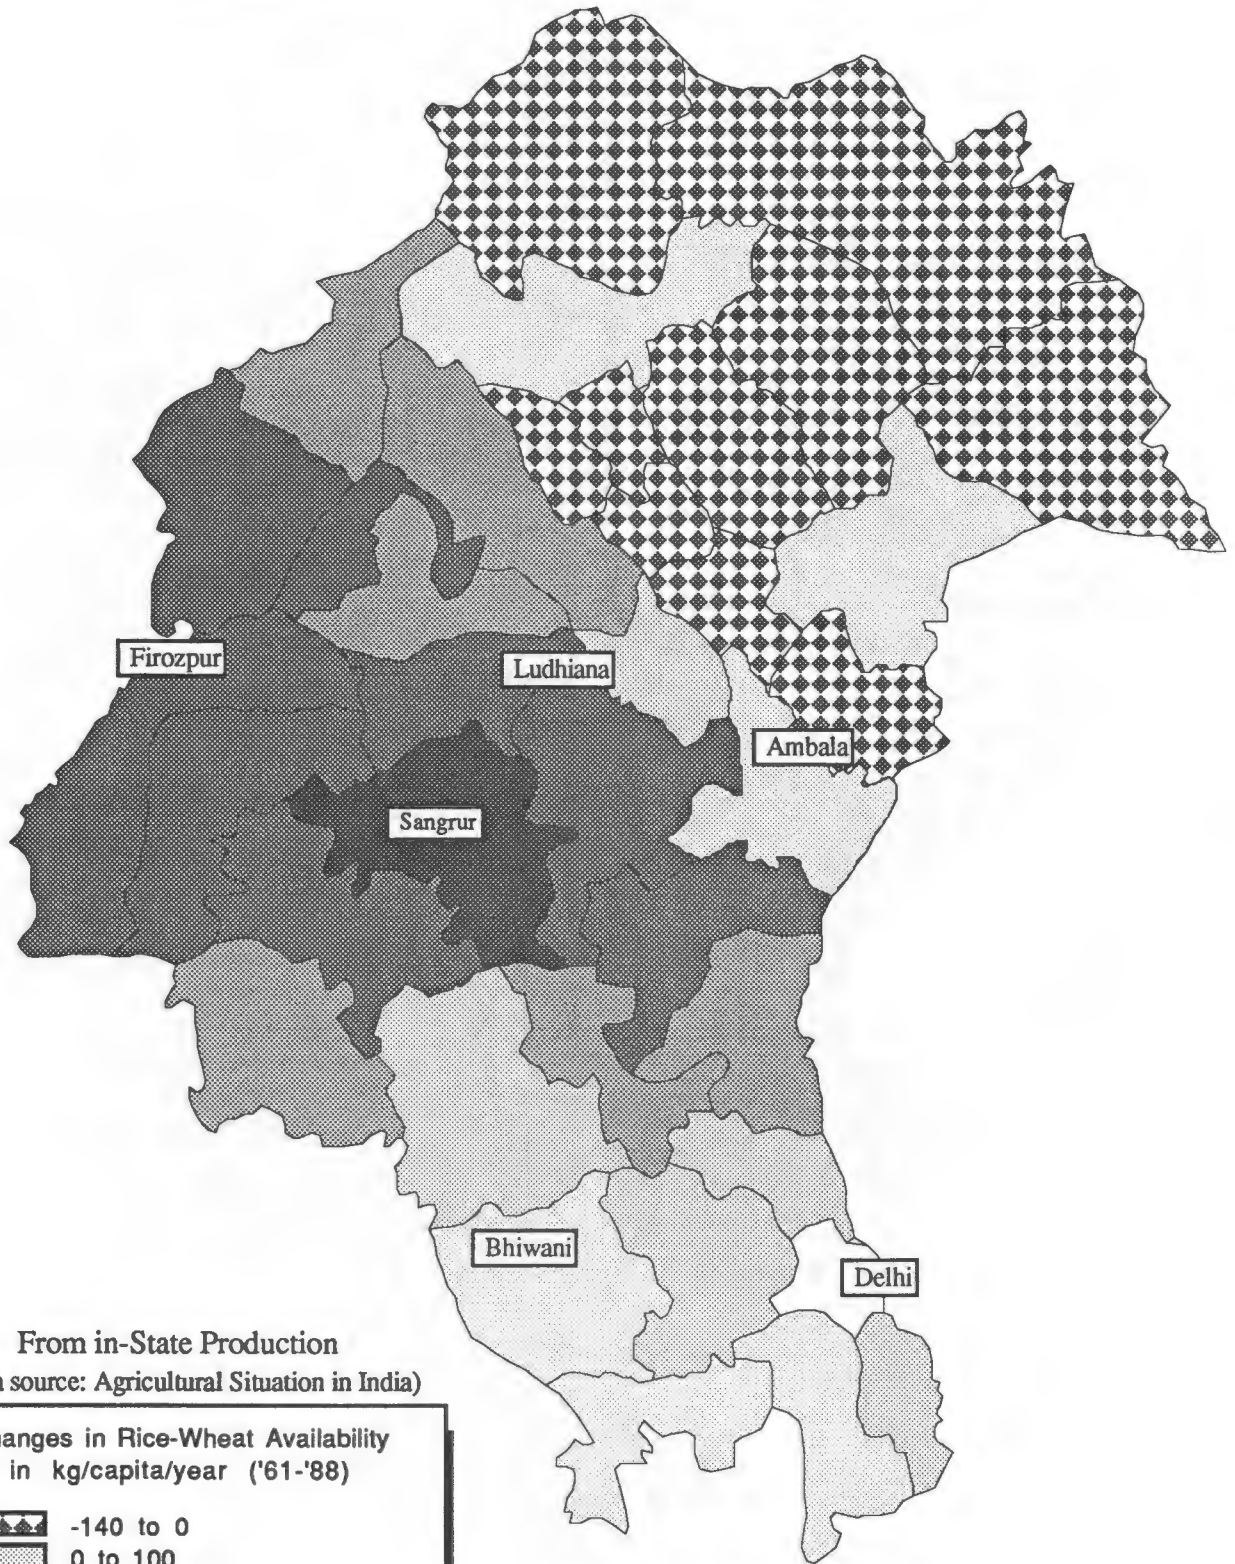 Firozpur
Ludhiana
Ambala
Sangrur
Bhiwani
Delhi
From in-State Production
source: Agricultural Situation in India)
in Rice-Wheat Availability
in kg/capita/year ('61-'88)
-140 to 0
0 to 100